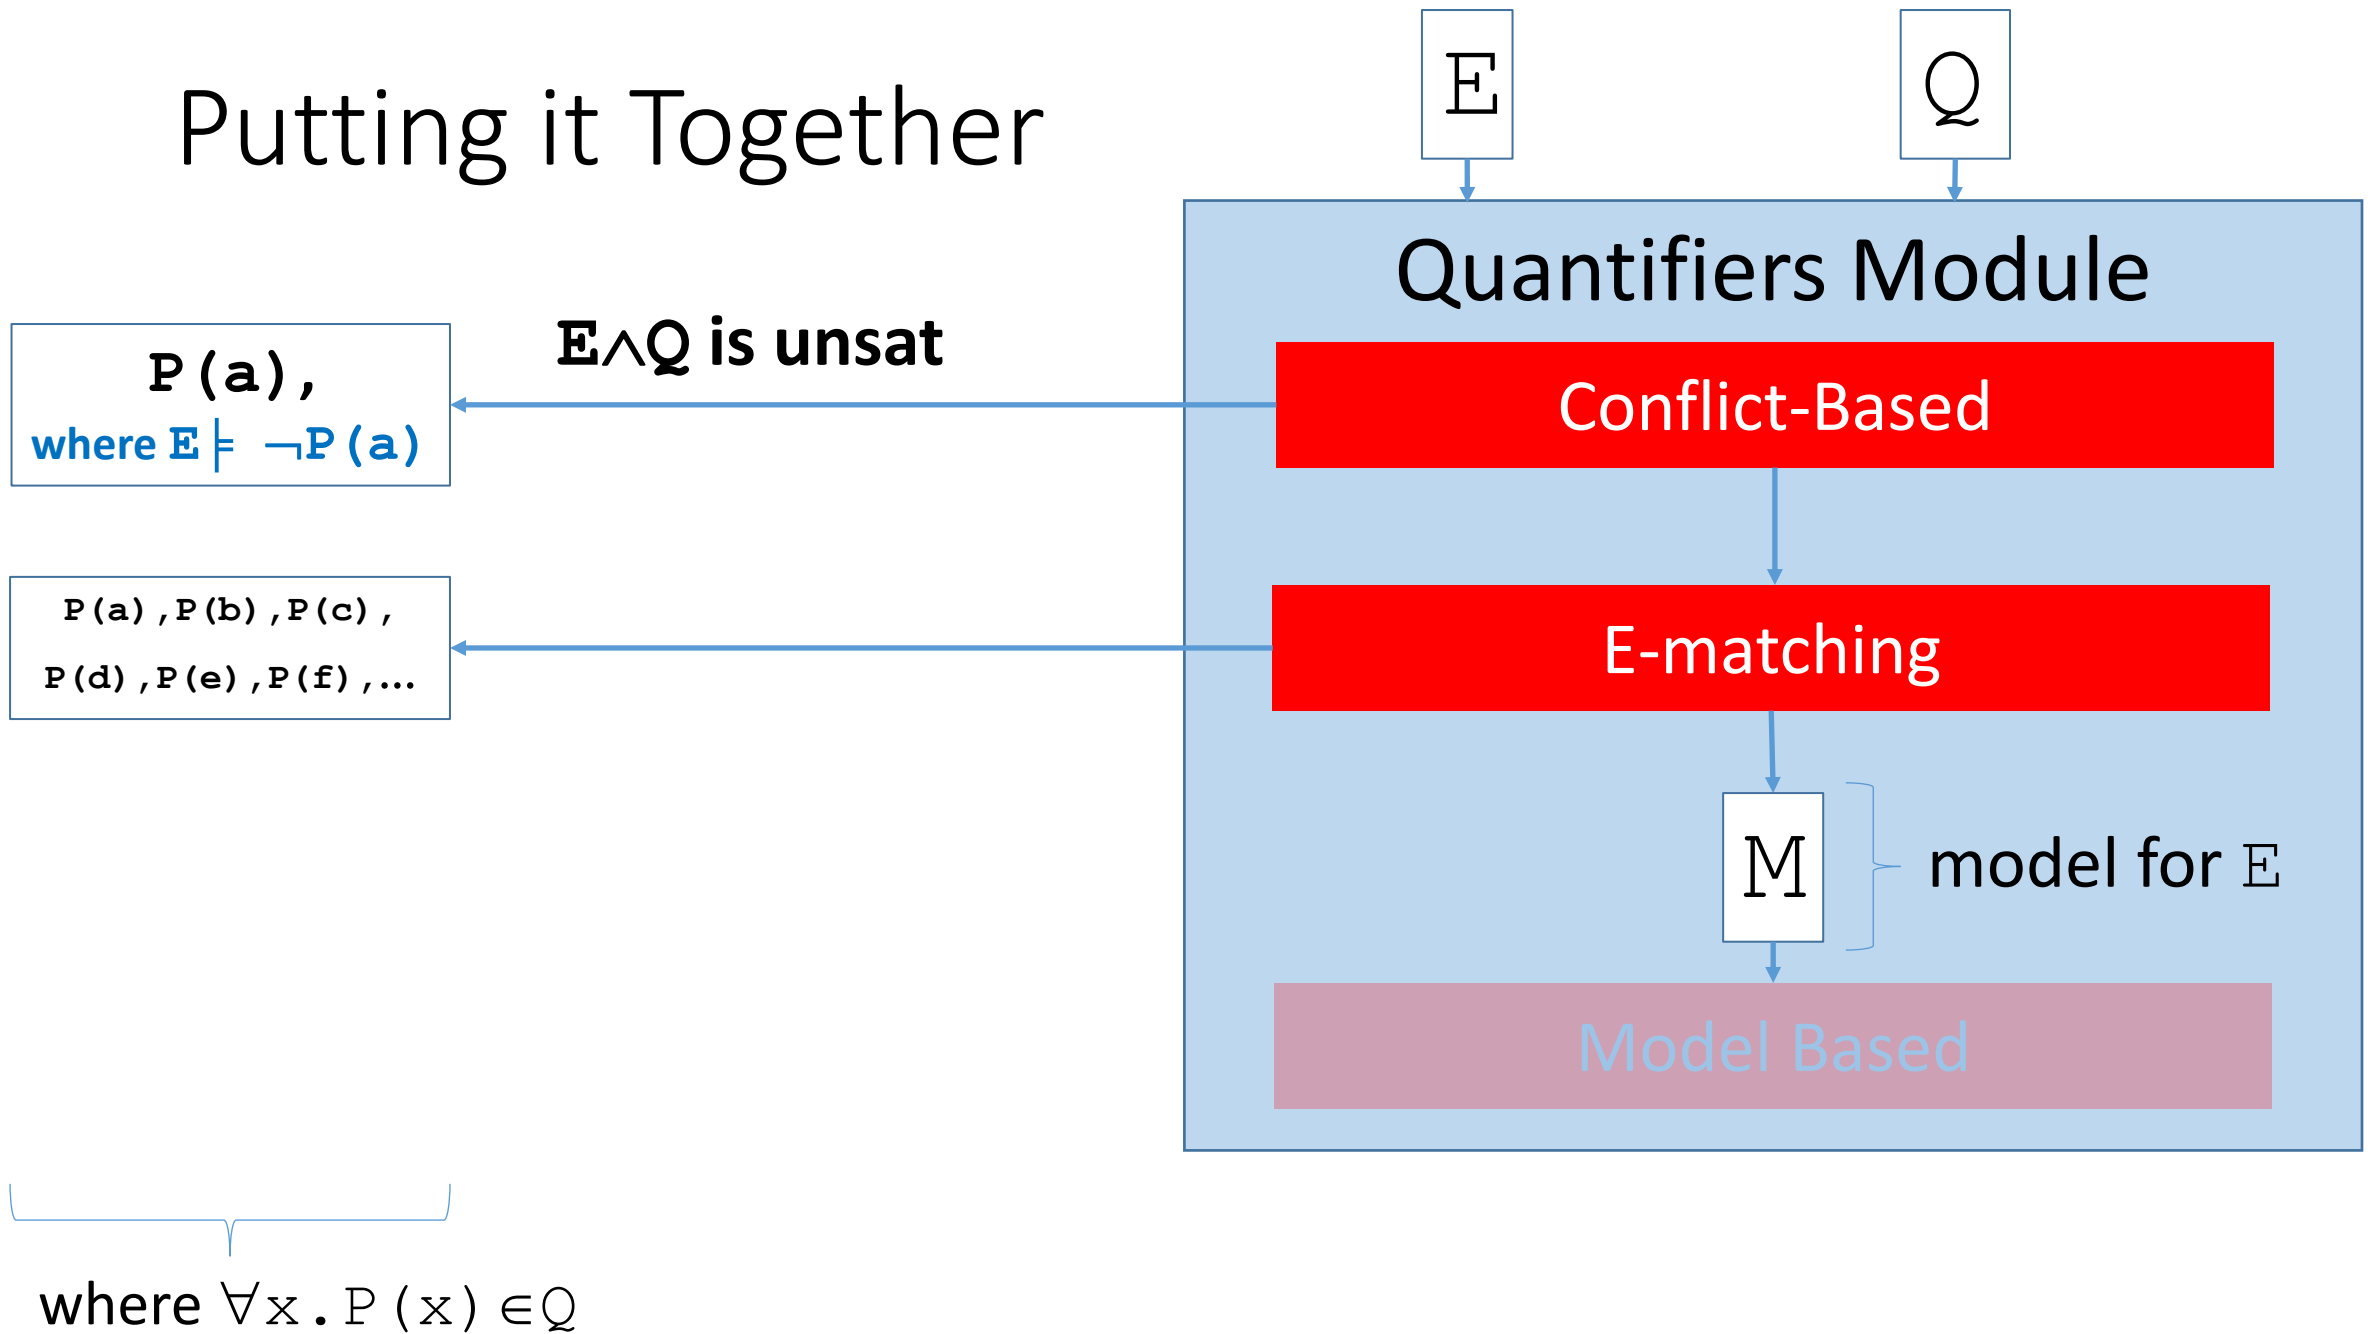 Putting it Together
E
Q
Quantifiers Module
E∧Q is unsat
Conflict-Based
P(a),
where E⊨ ¬P(a)
E-matching
P(a),P(b),P(c),
P(d),P(e),P(f),…
M
model for E
Model Based
where ∀x.P(x)∈Q